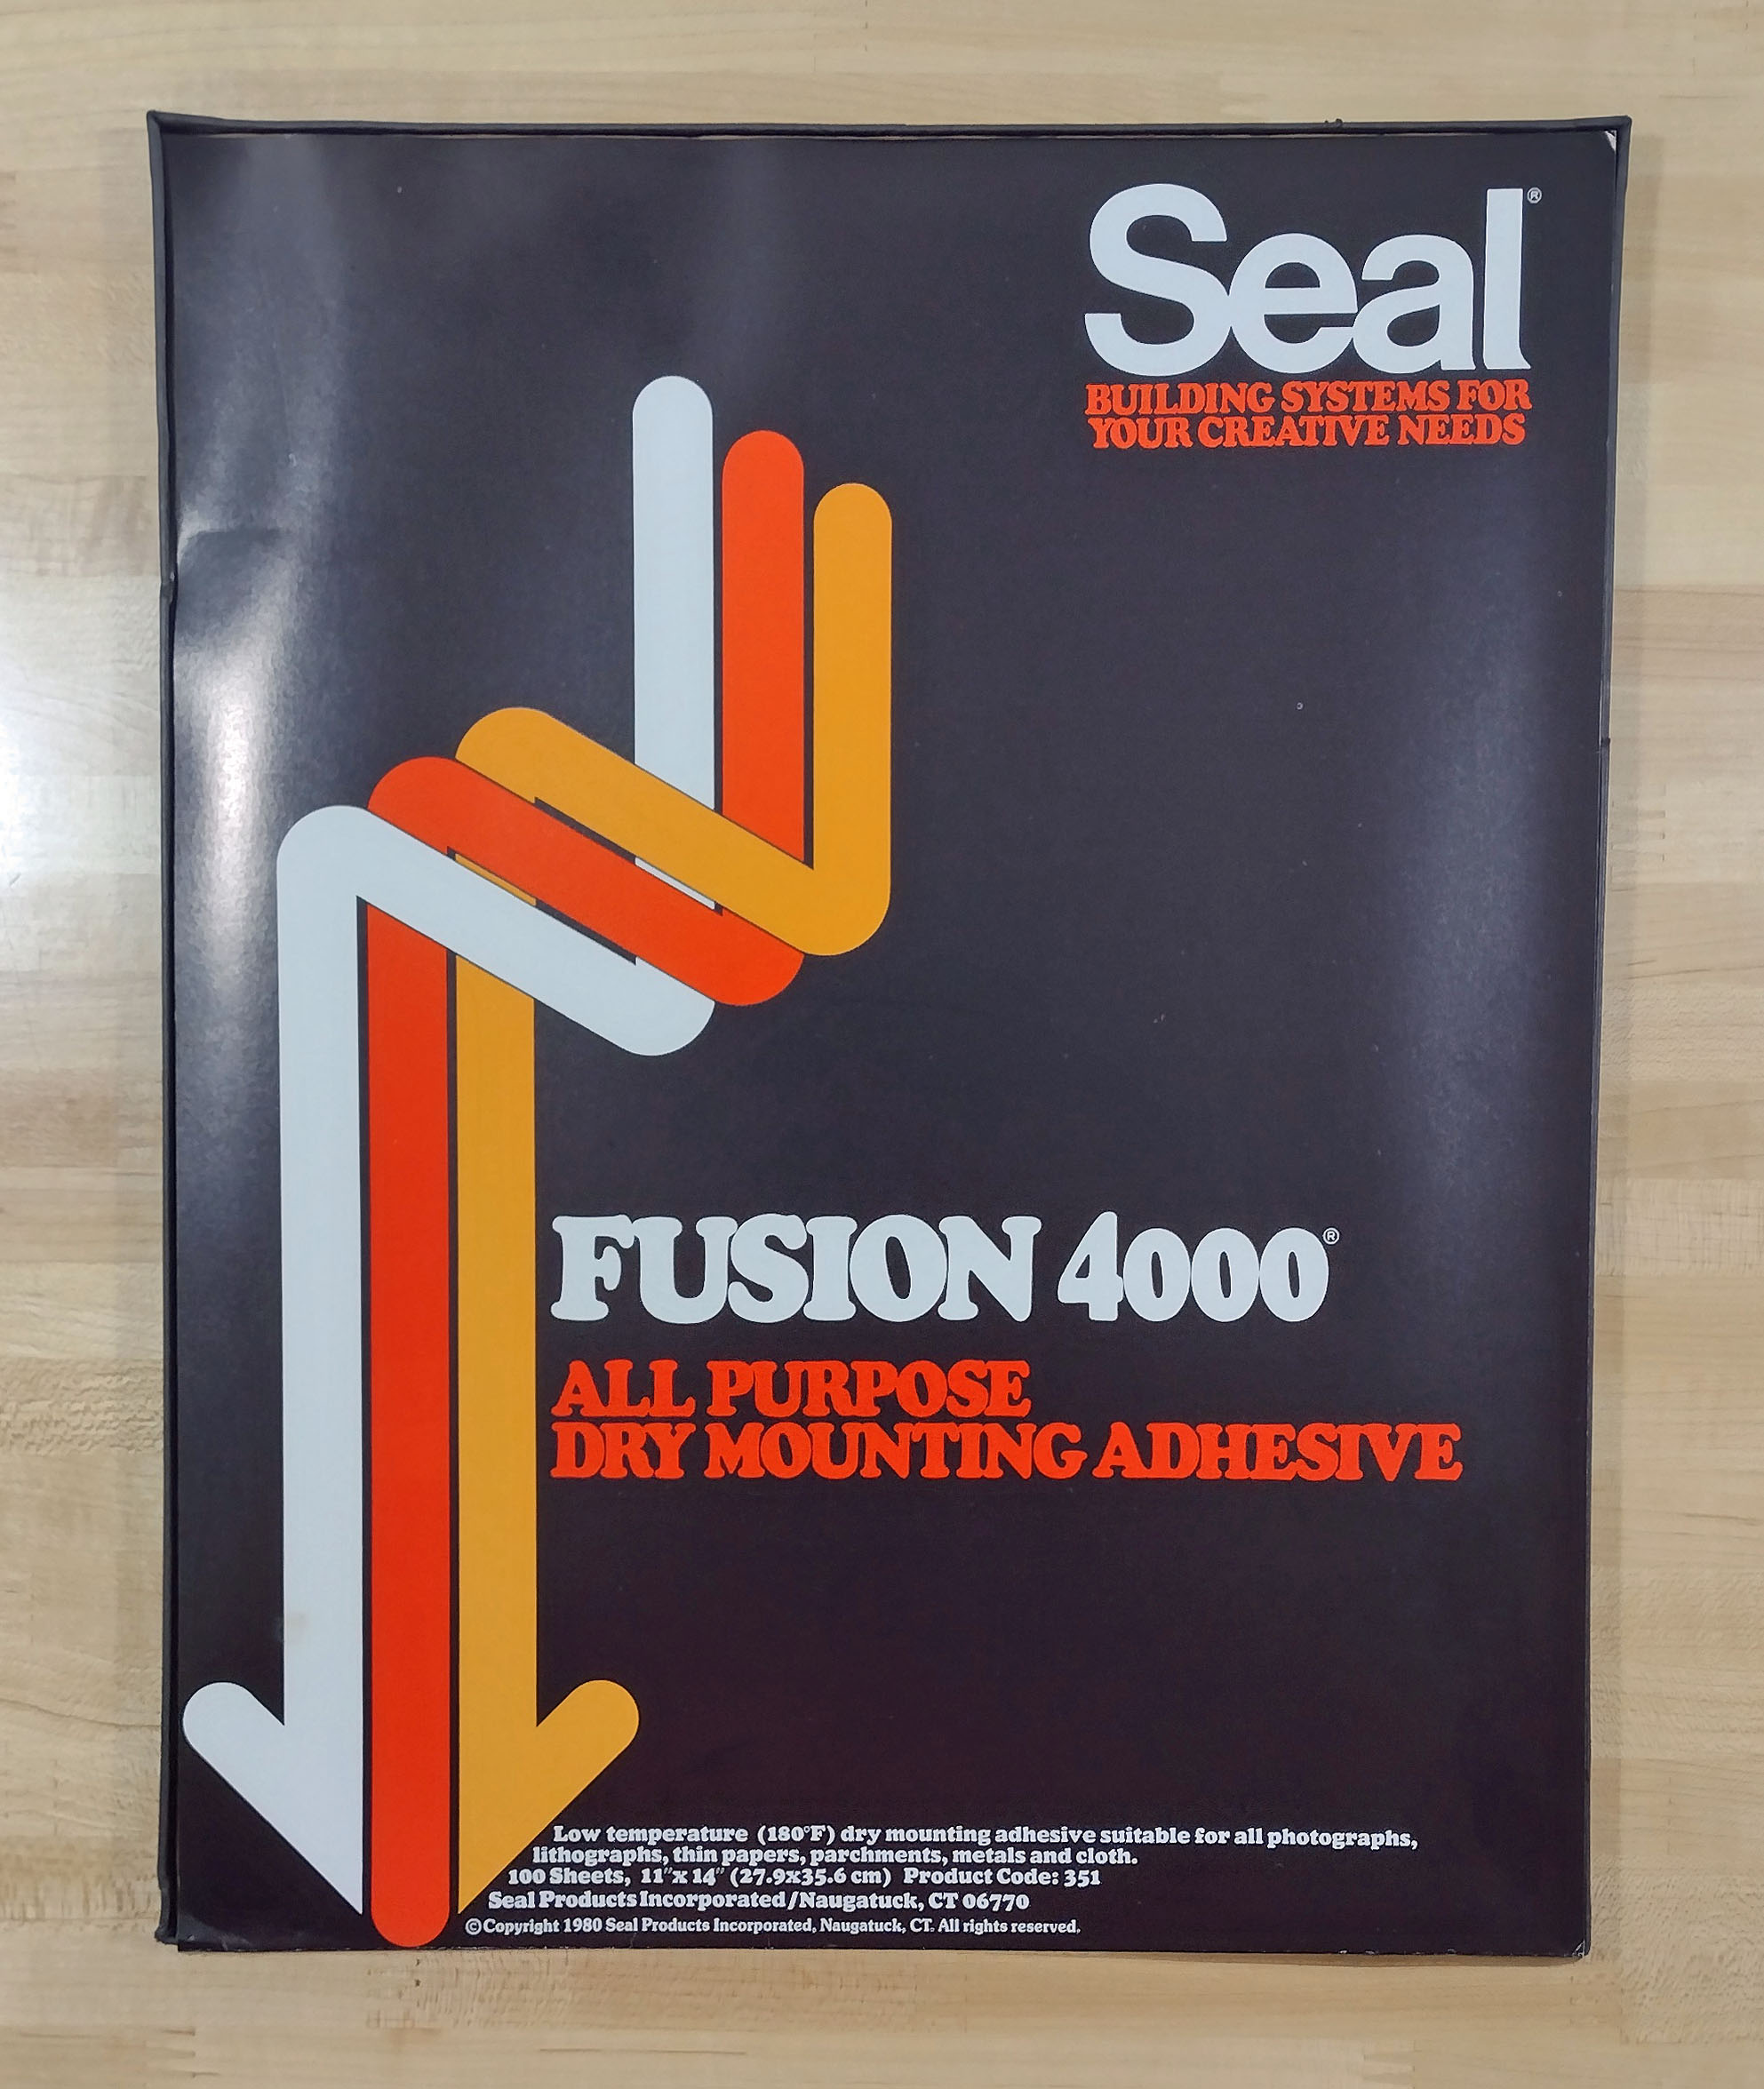 Seal®
BUILDING SYSTEMS FOR
YOUR CREATIVE NEEDS
FUSION 4000®
ALL PURPOSE
DRY MOUNTING ADHESIVE
Low temperature (180°F) dry mounting adhesive suitable for all photographs,
lithographs, thin papers, parchments, metals and cloth.
100 Sheets, 11"x 14" (27.9x35.6 cm) Product Code: 351
Seal Products Incorporated/Naugatuck, CT 06770
©Copyright 1980 Seal Products Incorporated, Naugatuck, CT. All rights reserved.